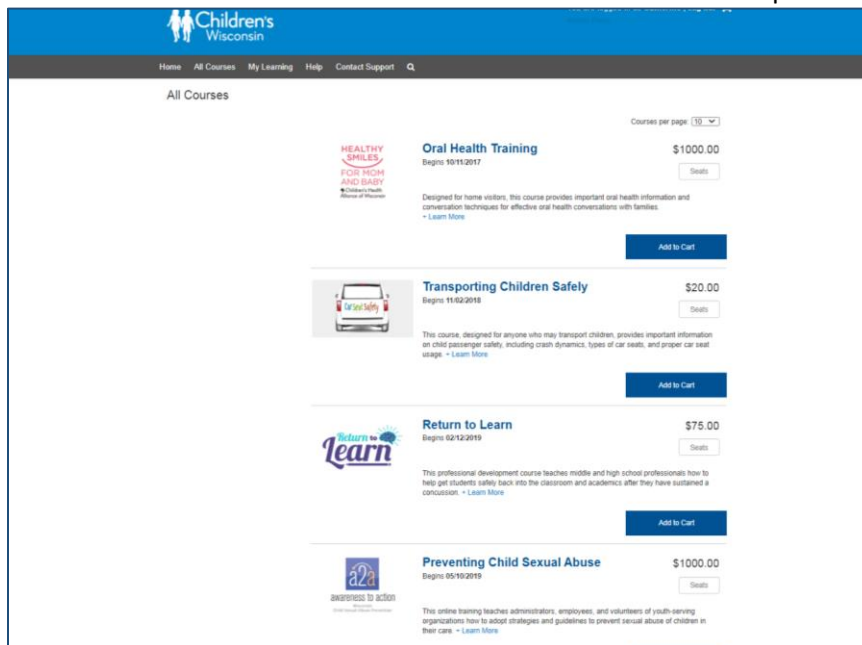 Children's
Wisconsin
Home All Courses My Learning Help Contact Support
All Courses
Courses per page: 10
HEALTHY
SMILES
FOR MOM
AND BABY
Children's Health
Alliance of Wisconsin
Oral Health Training
$1000.00
Begins 10/11/2017
Seats
Designed for home visitors, this course provides important oral health information and
conversation techniques for effective oral health conversations with families.
+ Learn More
Add to Cart
Car Seat Safety
Transporting Children Safely
$20.00
Begins 11/02/2018
Seats
This course, designed for anyone who may transport children, provides important information
on child passenger safety, including crash dynamics, types of car seats, and proper car seat
usage. + Learn More
Add to Cart
Return to
Learn
Return to Learn
$75.00
Begins 02/12/2019
Seats
This professional development course teaches middle and high school professionals how to
help get students safely back into the classroom and academics after they have sustained a
concussion. + Learn More
Add to Cart
a2a
awareness to action
Preventing Child Sexual Abuse
$1000.00
Begins 05/10/2019
Seats
This online training teaches administrators, employees, and volunteers of youth-serving
organizations how to adopt strategies and guidelines to prevent sexual abuse of children in
their care. + Learn More